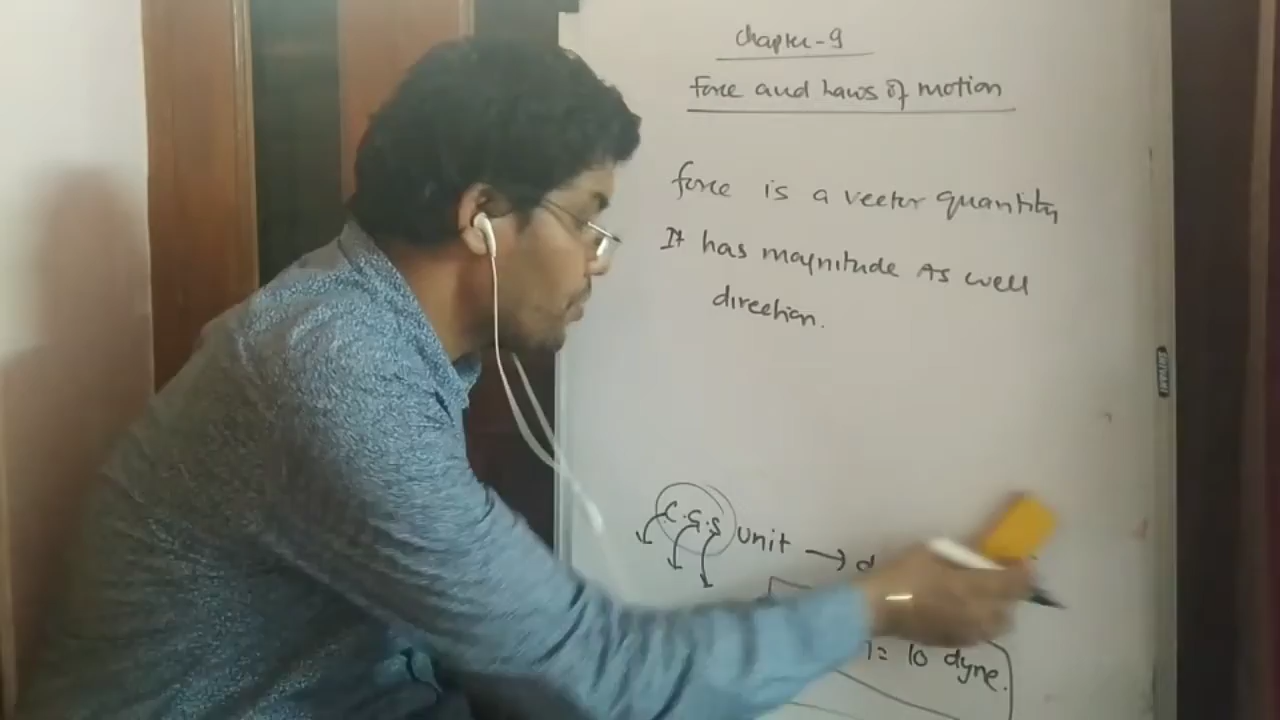 Chapter-9
Force and Laws of motion
force is a vector quantity
It has magnitude As well
direction.
C.G.S unit → d
1= 10 dyne.